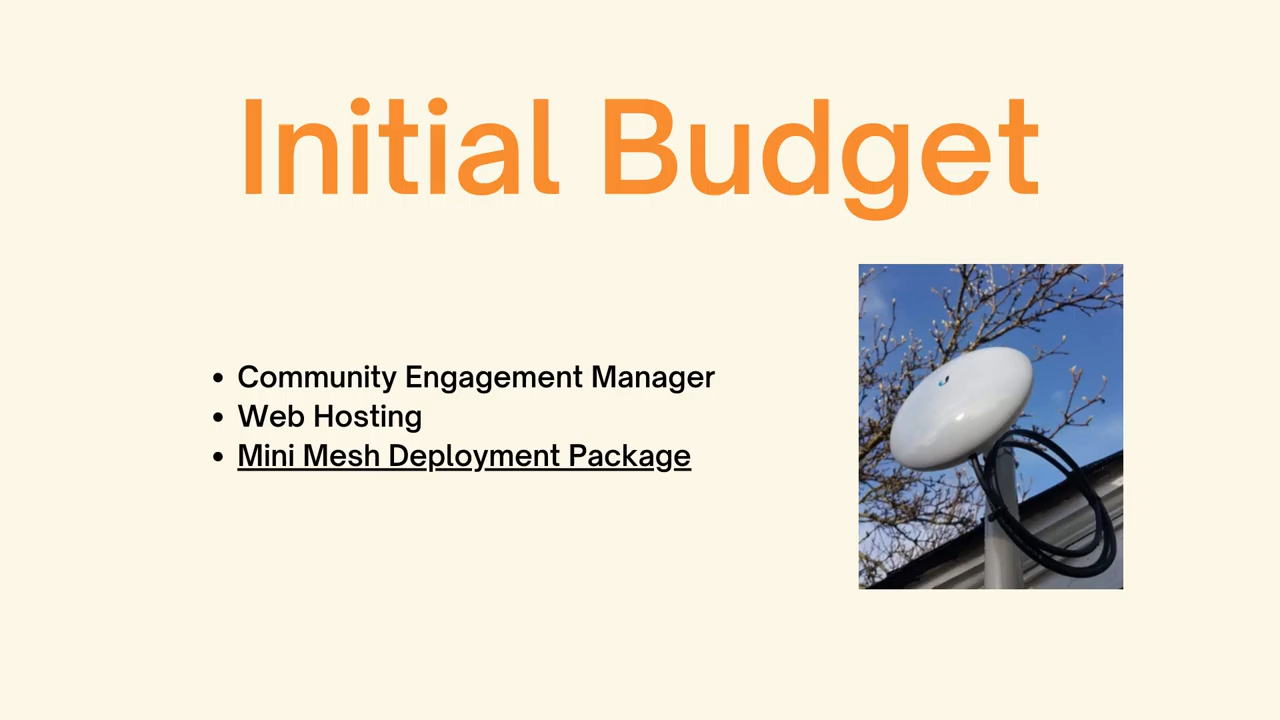 Initial Budget
Community Engagement Manager
Web Hosting
Mini Mesh Deployment Package